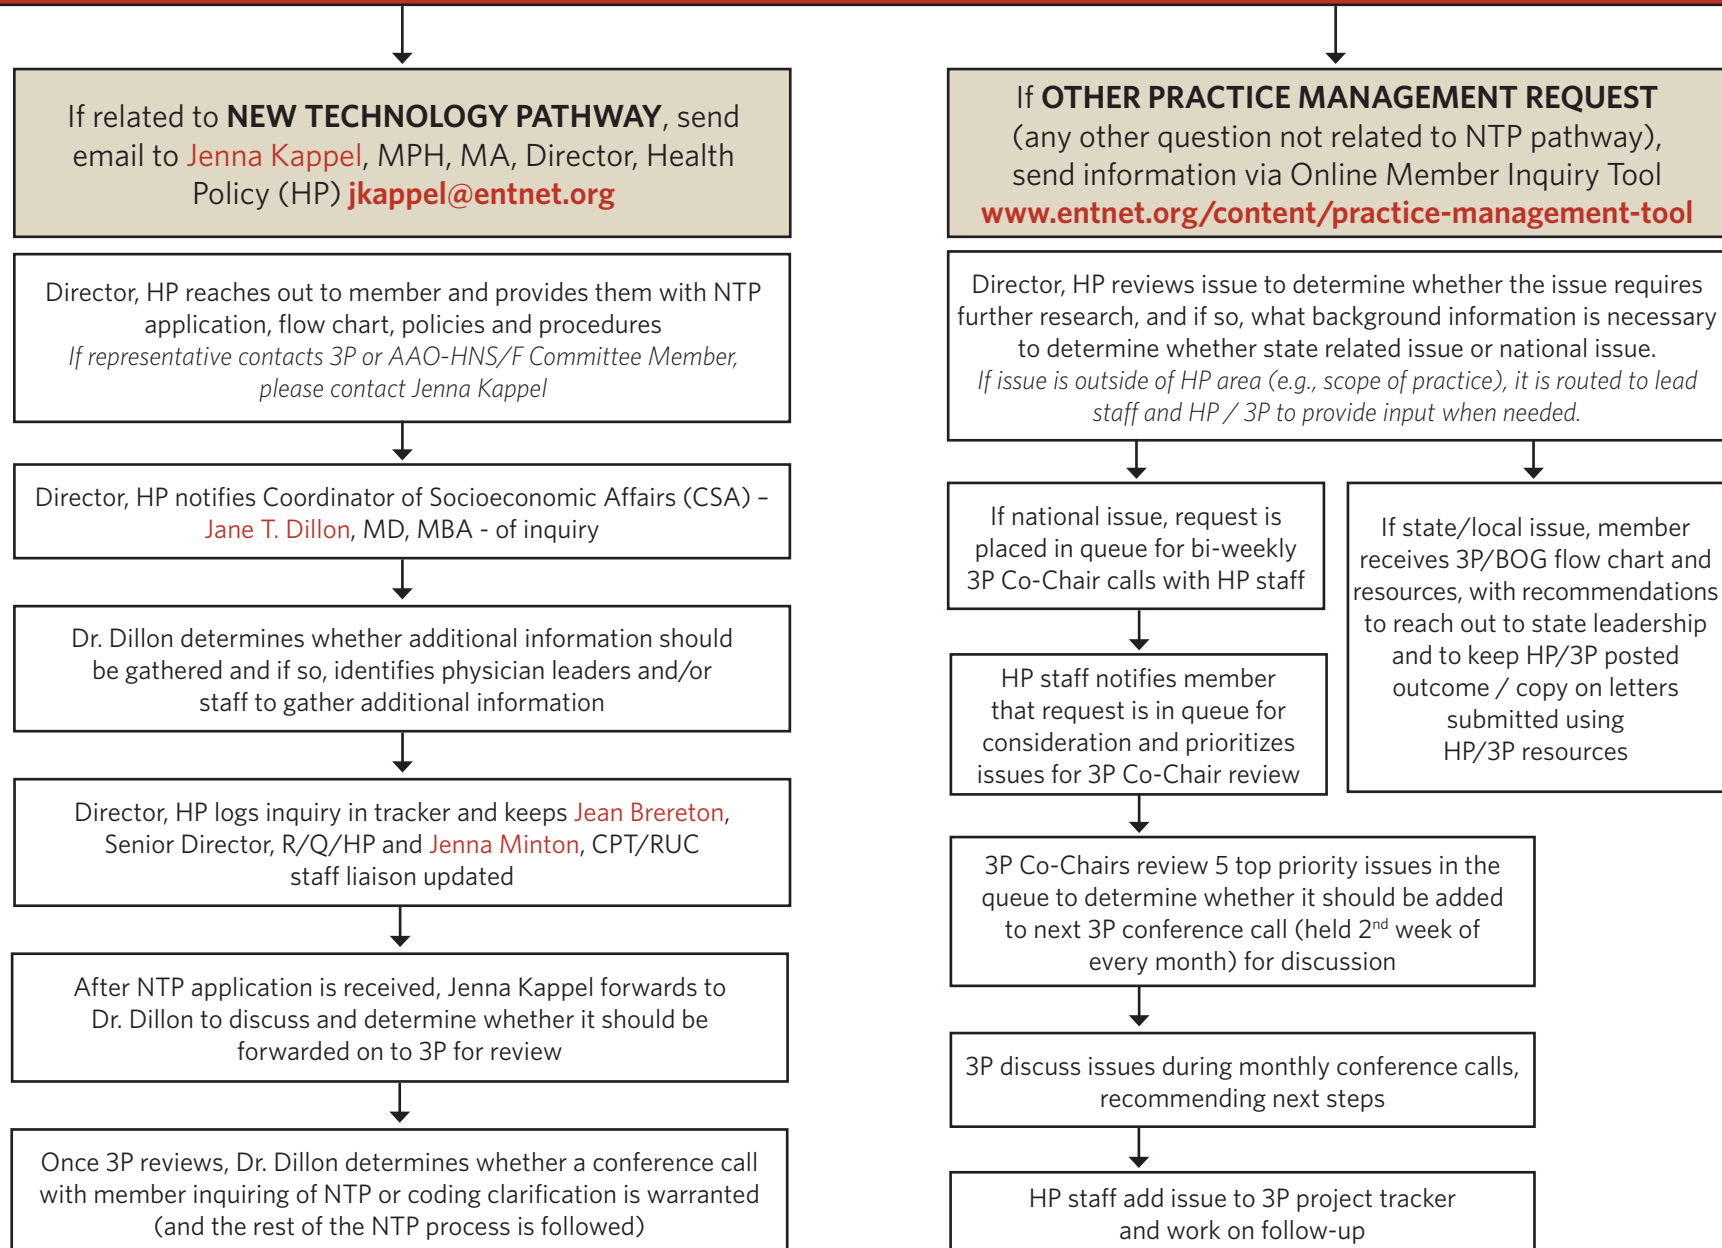 If related to NEW TECHNOLOGY PATHWAY, send
email to Jenna Kappel, MPH, MA, Director, Health
Policy (HP) jkappel@entnet.org
Director, HP reaches out to member and provides them with NTP
application, flow chart, policies and procedures
If representative contacts 3P or AAO-HNS/F Committee Member,
please contact Jenna Kappel
Director, HP notifies Coordinator of Socioeconomic Affairs (CSA) –
Jane T. Dillon, MD, MBA - of inquiry
Dr. Dillon determines whether additional information should
be gathered and if so, identifies physician leaders and/or
staff to gather additional information
Director, HP logs inquiry in tracker and keeps Jean Brereton,
Senior Director, R/Q/HP and Jenna Minton, CPT/RUC
staff liaison updated
After NTP application is received, Jenna Kappel forwards to
Dr. Dillon to discuss and determine whether it should be
forwarded on to 3P for review
Once 3P reviews, Dr. Dillon determines whether a conference call
with member inquiring of NTP or coding clarification is warranted
(and the rest of the NTP process is followed)
If OTHER PRACTICE MANAGEMENT REQUEST
(any other question not related to NTP pathway),
send information via Online Member Inquiry Tool
www.entnet.org/content/practice-management-tool
Director, HP reviews issue to determine whether the issue requires
further research, and if so, what background information is necessary
to determine whether state related issue or national issue.
If issue is outside of HP area (e.g., scope of practice), it is routed to lead
staff and HP / 3P to provide input when needed.
If national issue, request is
placed in queue for bi-weekly
3P Co-Chair calls with HP staff
HP staff notifies member
that request is in queue for
consideration and prioritizes
issues for 3P Co-Chair review
3P Co-Chairs review 5 top priority issues in the
queue to determine whether it should be added
to next 3P conference call (held 2nd week of
every month) for discussion
3P discuss issues during monthly conference calls,
recommending next steps
HP staff add issue to 3P project tracker
and work on follow-up
If state/local issue, member
receives 3P/BOG flow chart and
resources, with recommendations
to reach out to state leadership
and to keep HP/3P posted
outcome / copy on letters
submitted using
HP/3P resources